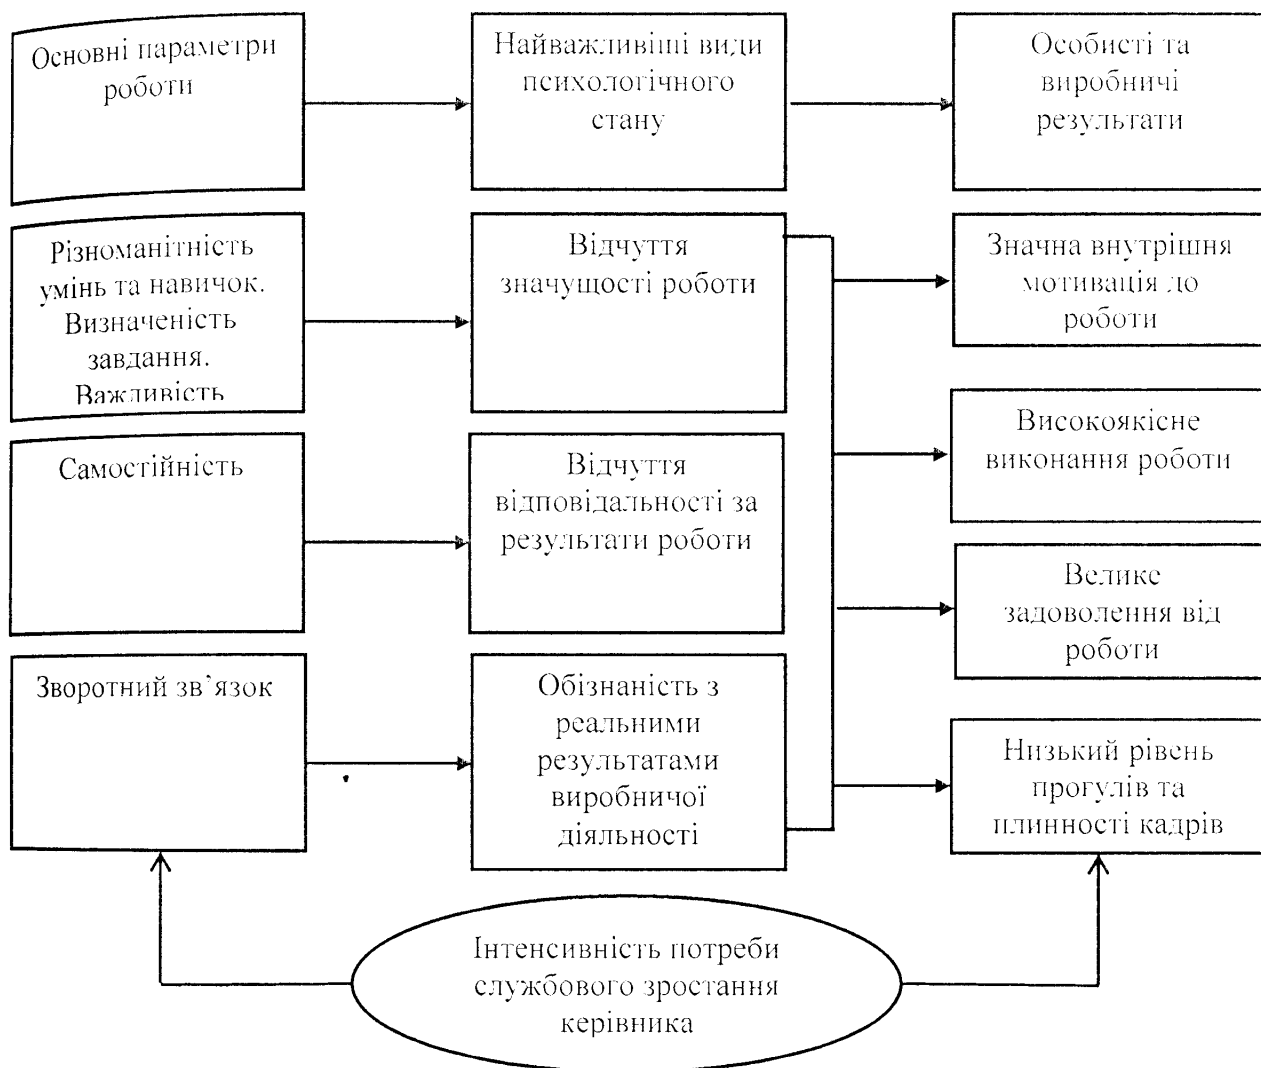 Основні параметри
роботи
Найважливіші види
психологічного
стану
Особисті та
виробничі
результати
Різноманітність
умінь та навичок.
Визначеність
завдання.
Важливість
Відчуття
значущості роботи
Значна внутрішня
мотивація до
роботи
Високоякісне
виконання роботи
Самостійність
Відчуття
відповідальності за
результати роботи
Велике
задоволення від
роботи
Зворотний зв’язок
Обізнаність з
реальними
результатами
виробничої
діяльності
Низький рівень
прогулів та
плинності кадрів
Інтенсивність потреби
службового зростання
керівника